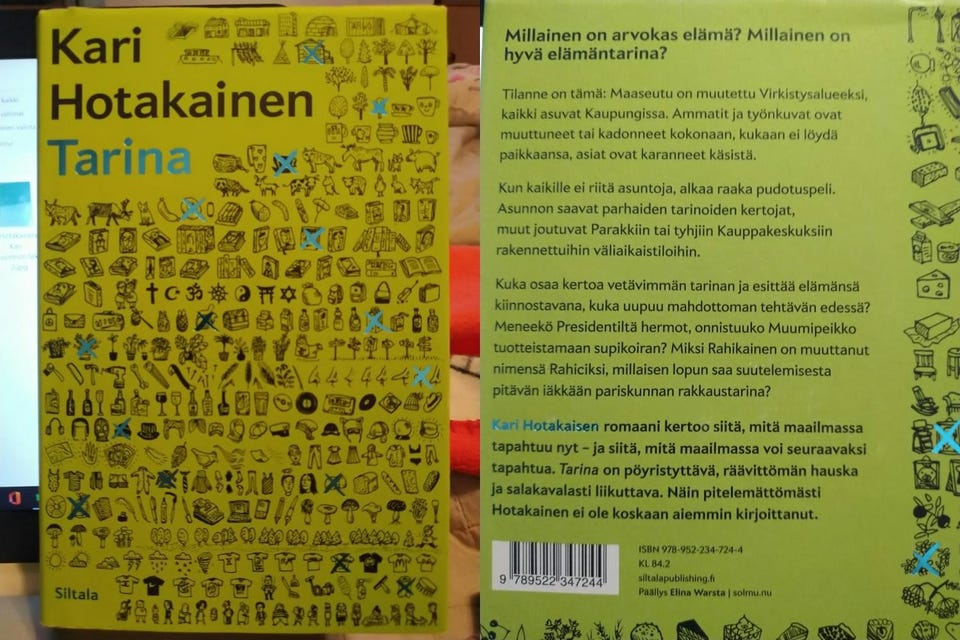 Kari
Hotakainen
Tarina
Siltala
Millainen on arvokas elämä? Millainen on
hyvä elämäntarina?
Tilanne on tämä: Maaseutu on muutettu Virkistysalueeksi,
kaikki asuvat Kaupungissa. Ammatit ja työnkuvat ovat
muuttuneet tai kadonneet kokonaan, kukaan ei löydä
paikkaansa, asiat ovat karanneet käsistä.
Kun kaikille ei riitä asuntoja, alkaa raaka pudotuspeli.
Asunnon saavat parhaiden tarinoiden kertojat,
muut joutuvat Parakkiin tai tyhjiin Kauppakeskuksiin
rakennettuihin väliaikaistiloihin.
Kuka osaa kertoa vetävimmän tarinan ja esittää elämänsä
kiinnostavana, kuka uupuu mahdottoman tehtävän edessä?
Meneekö Presidentiltä hermot, onnistuuko Muumipeikko
tuotteistamaan supikoiran? Miksi Rahikainen on muuttanut
nimensä Rahiciksi, millaisen lopun saa suutelemisesta
pitävän iäkkään pariskunnan rakkaustarina?
Kari Hotakaisen romaani kertoo siitä, mitä maailmassa
tapahtuu nyt – ja siitä, mitä maailmassa voi seuraavaksi
tapahtua. Tarina on pöyristyttävä, räävittömän hauska
ja salakavalasti liikuttava. Näin pitelemättömästi
Hotakainen ei ole koskaan aiemmin kirjoittanut.
ISBN 978-952-234-724-4
KL 84.2
siltalapublishing.fi
Päällys Elina Warsta | solmu.nu
9 789522 347244